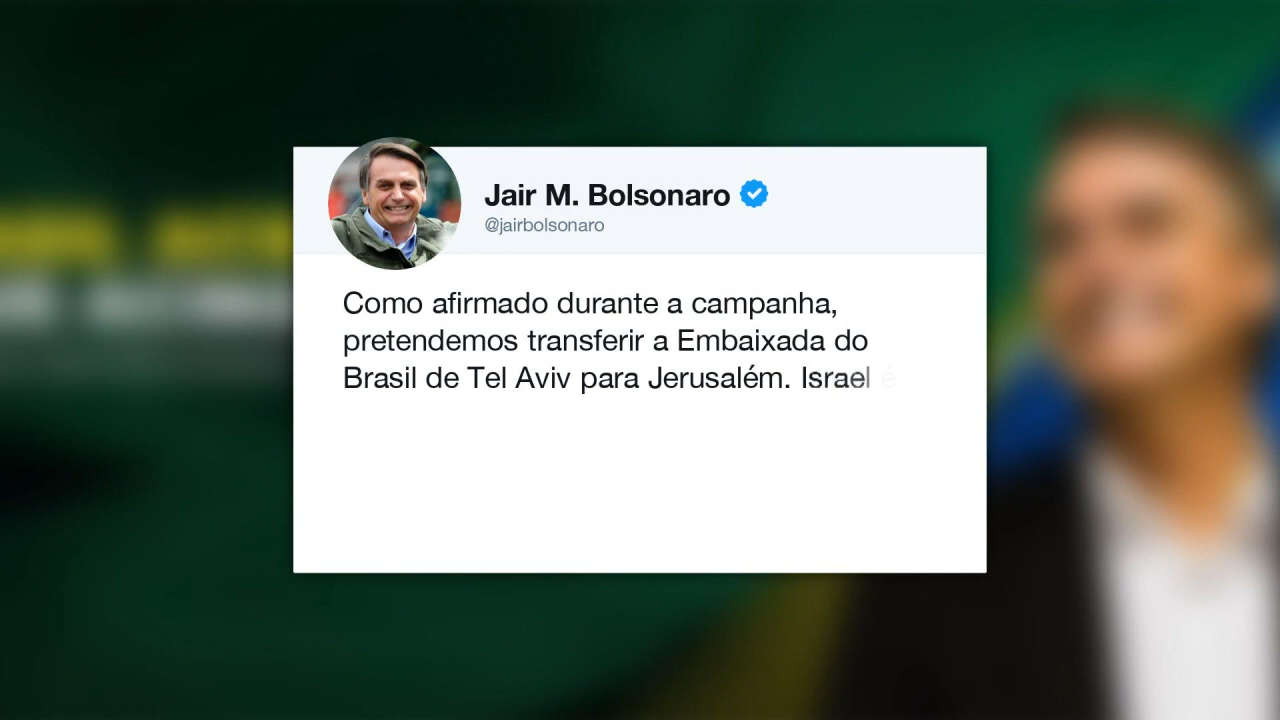 Jair M. Bolsonaro
@jairbolsonaro
Como afirmado durante a campanha,
pretendemos transferir a Embaixada do
Brasil de Tel Aviv para Jerusalém. Israel é